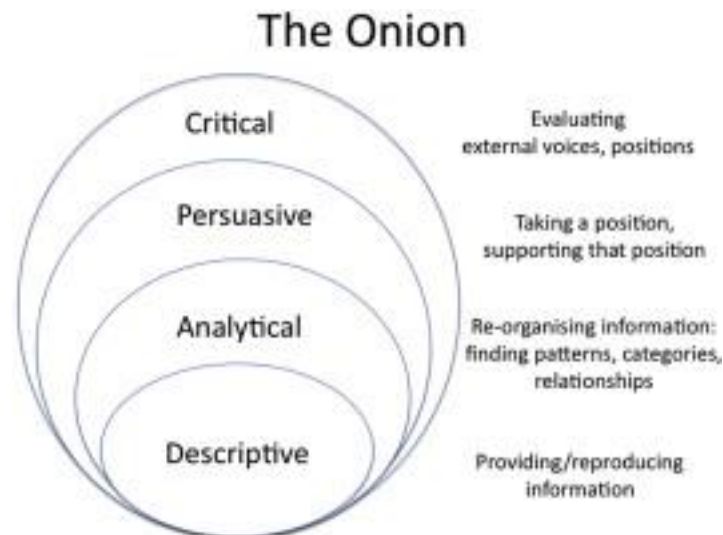 The Onion
Critical
Evaluating
external voices, positions
Persuasive
Taking a position,
supporting that position
Analytical
Re-organising information:
finding patterns, categories,
relationships
Descriptive
Providing/reproducing
information